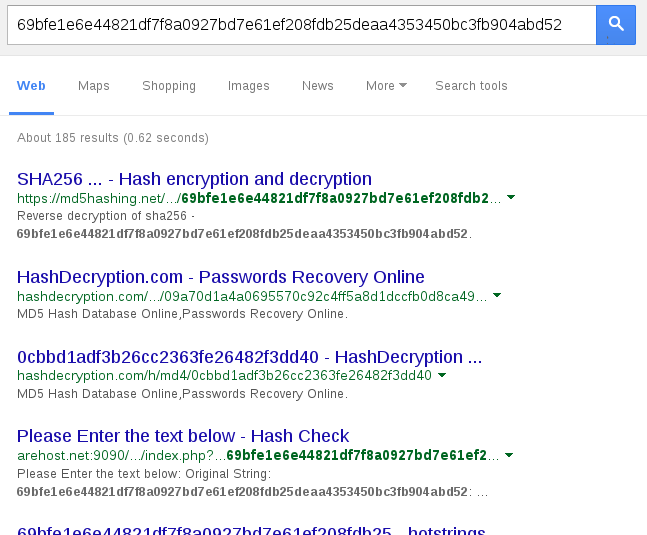 69bfe1e6e44821df7f8a0927bd7e61ef208fdb25deaa4353450bc3fb904abd52
Web Maps Shopping Images News More Search tools
About 185 results (0.62 seconds)
SHA256 ... - Hash encryption and decryption
https://md5hashing.net/.../69bfe1e6e44821df7f8a0927bd7e61ef208fdb2...
Reverse decryption of sha256 -
69bfe1e6e44821df7f8a0927bd7e61ef208fdb25deaa4353450bc3fb904abd52.
HashDecryption.com - Passwords Recovery Online
hashdecryption.com/.../09a70d1a4a0695570c92c4ff5a8d1dccfb0d8ca49...
MD5 Hash Database Online,Passwords Recovery Online.
0cbbd1adf3b26cc2363fe26482f3dd40 - HashDecryption ...
hashdecryption.com/h/md4/0cbbd1adf3b26cc2363fe26482f3dd40
MD5 Hash Database Online,Passwords Recovery Online.
Please Enter the text below - Hash Check
arehost.net:9090/.../index.php?...69bfe1e6e44821df7f8a0927bd7e61ef2...
Please Enter the text below: Original String:
69bfe1e6e44821df7f8a0927bd7e61ef208fdb25deaa4353450bc3fb904abd52: ...
69bfe1e6e44821df7f8a0927bd7e61ef208fdb25 - hotstrings